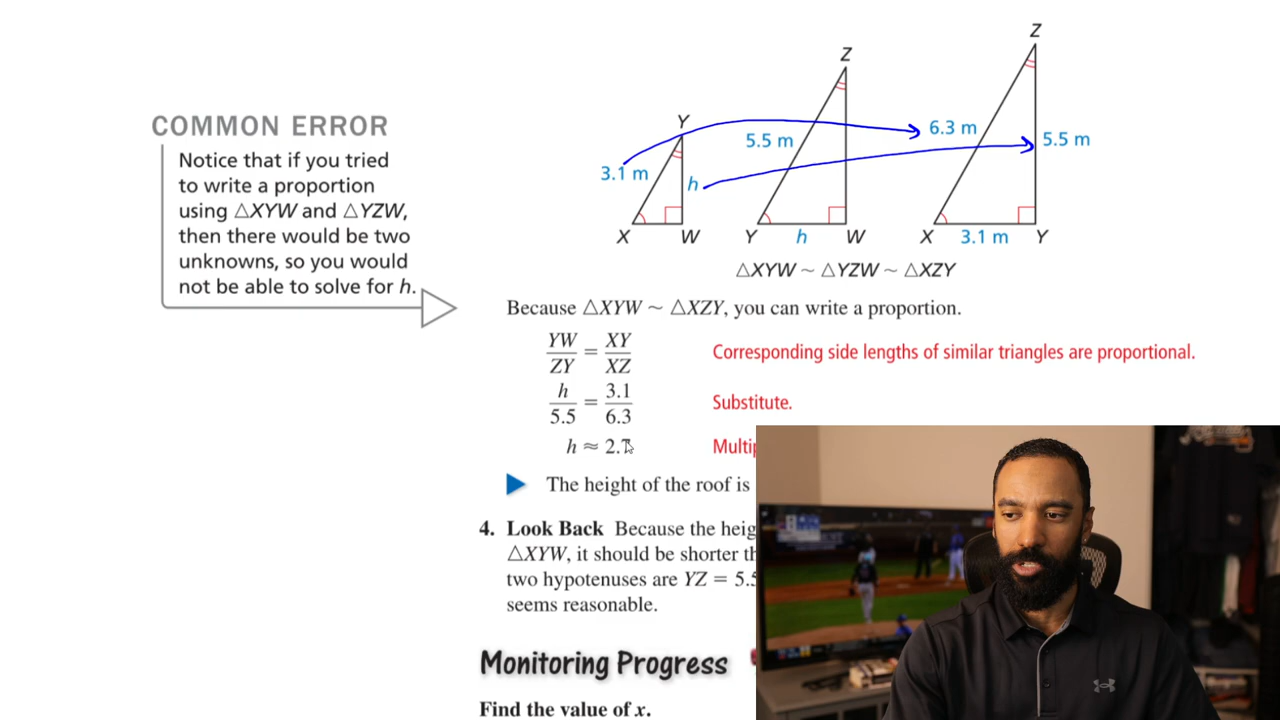 COMMON ERROR
Notice that if you tried
to write a proportion
using △XYW and △YZW,
then there would be two
unknowns, so you would
not be able to solve for h.
Y
3.1 m
h
X
W
Z
5.5 m
Y
h
W
Z
6.3 m
5.5 m
X
3.1 m
Y
△XYW ~ △YZW ~ △XZY
Because △XYW ~ △XZY, you can write a proportion.
YW/ZY = XY/XZ
Corresponding side lengths of similar triangles are proportional.
h/5.5 = 3.1/6.3
Substitute.
h ≈ 2.7
The height of the roof is
4. Look Back Because the
△XYW, it should be shorter
two hypotenuses are YZ =
seems reasonable.
Monitoring Progress
Find the value of x.